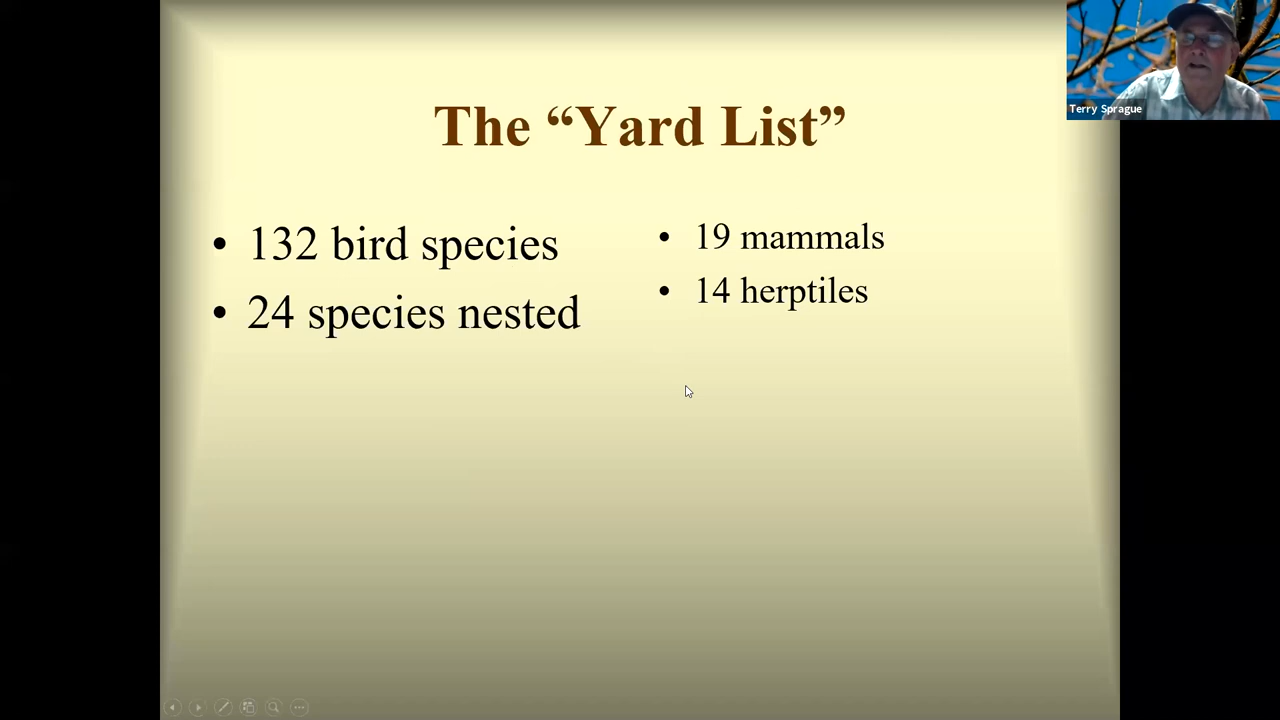 The “Yard List”
• 132 bird species
• 24 species nested
• 19 mammals
• 14 herptiles
Terry Sprague